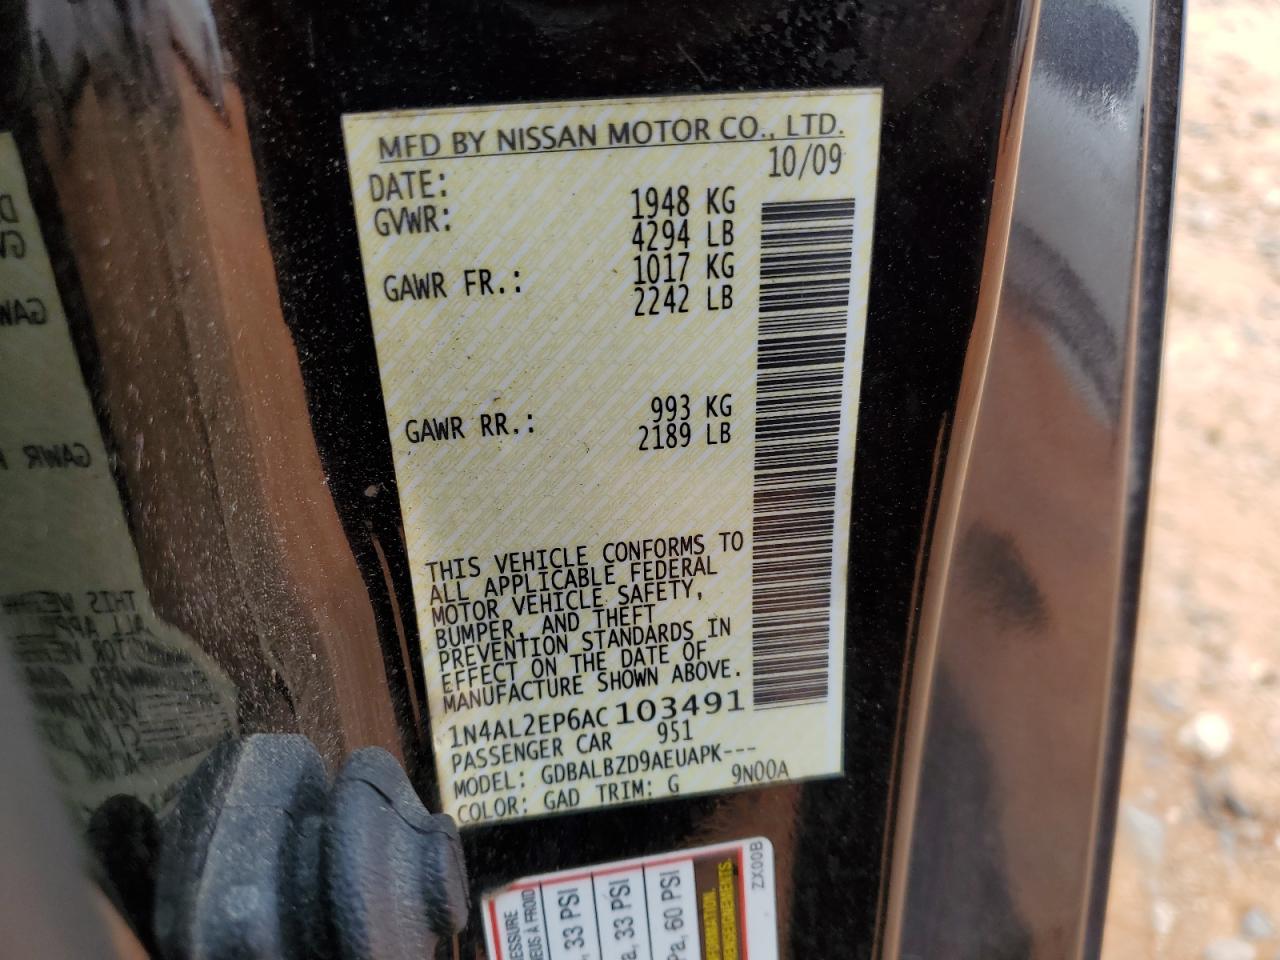 MFD BY NISSAN MOTOR CO., LTD.
DATE: 10/09
GVWR: 1948 KG
4294 LB
GAWR FR.: 1017 KG
2242 LB
GAWR RR.: 993 KG
2189 LB
THIS VEHICLE CONFORMS TO
ALL APPLICABLE FEDERAL
MOTOR VEHICLE SAFETY,
BUMPER, AND THEFT
PREVENTION STANDARDS IN
EFFECT ON THE DATE OF
MANUFACTURE SHOWN ABOVE.
1N4AL2EP6AC103491
PASSENGER CAR 951
MODEL: GDBALBZD9AEUAPK---
COLOR: GAD TRIM: G 9N00A
ZX00B
33 PSI
33 PSI
60 PSI